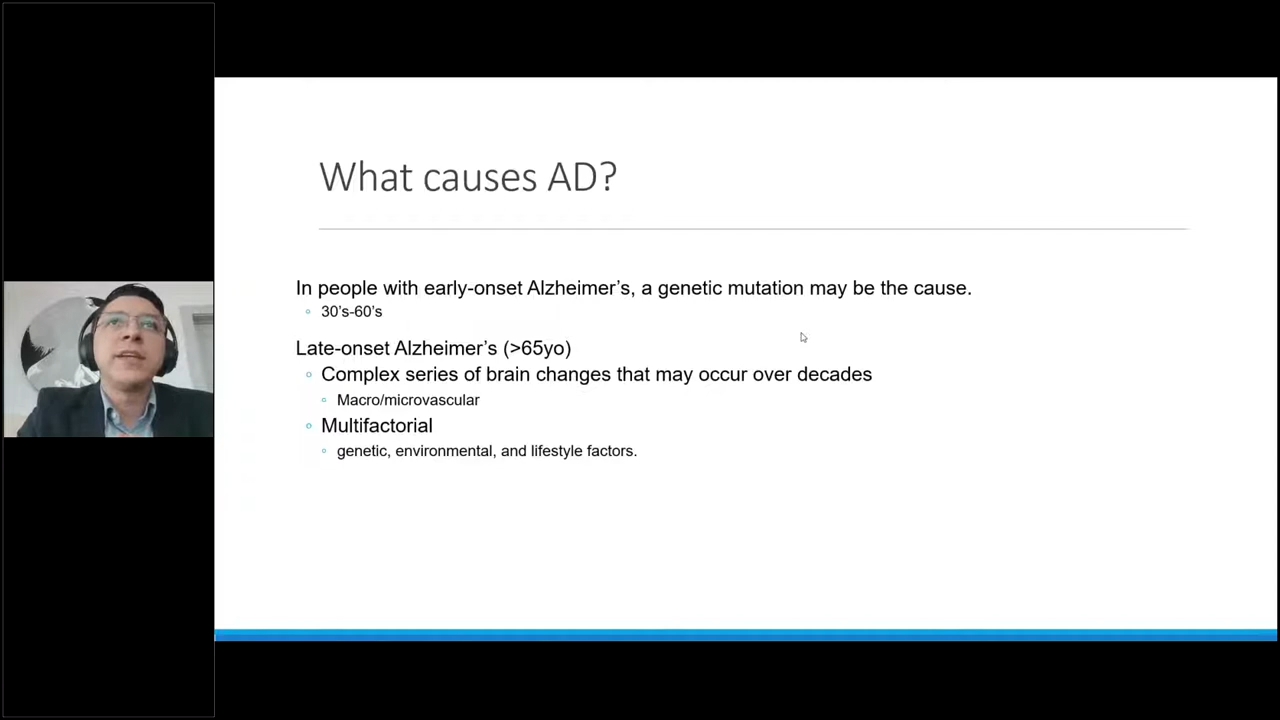 What causes AD?
In people with early-onset Alzheimer’s, a genetic mutation may be the cause.
30’s-60’s
Late-onset Alzheimer’s (>65yo)
Complex series of brain changes that may occur over decades
Macro/microvascular
Multifactorial
genetic, environmental, and lifestyle factors.